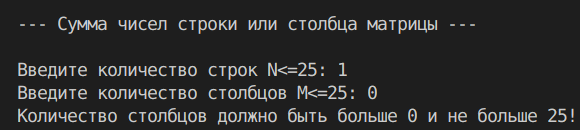 --- Сумма чисел строки или столбца матрицы ---
Введите количество строк N<=25: 1
Введите количество столбцов M<=25: 0
Количество столбцов должно быть больше 0 и не больше 25!